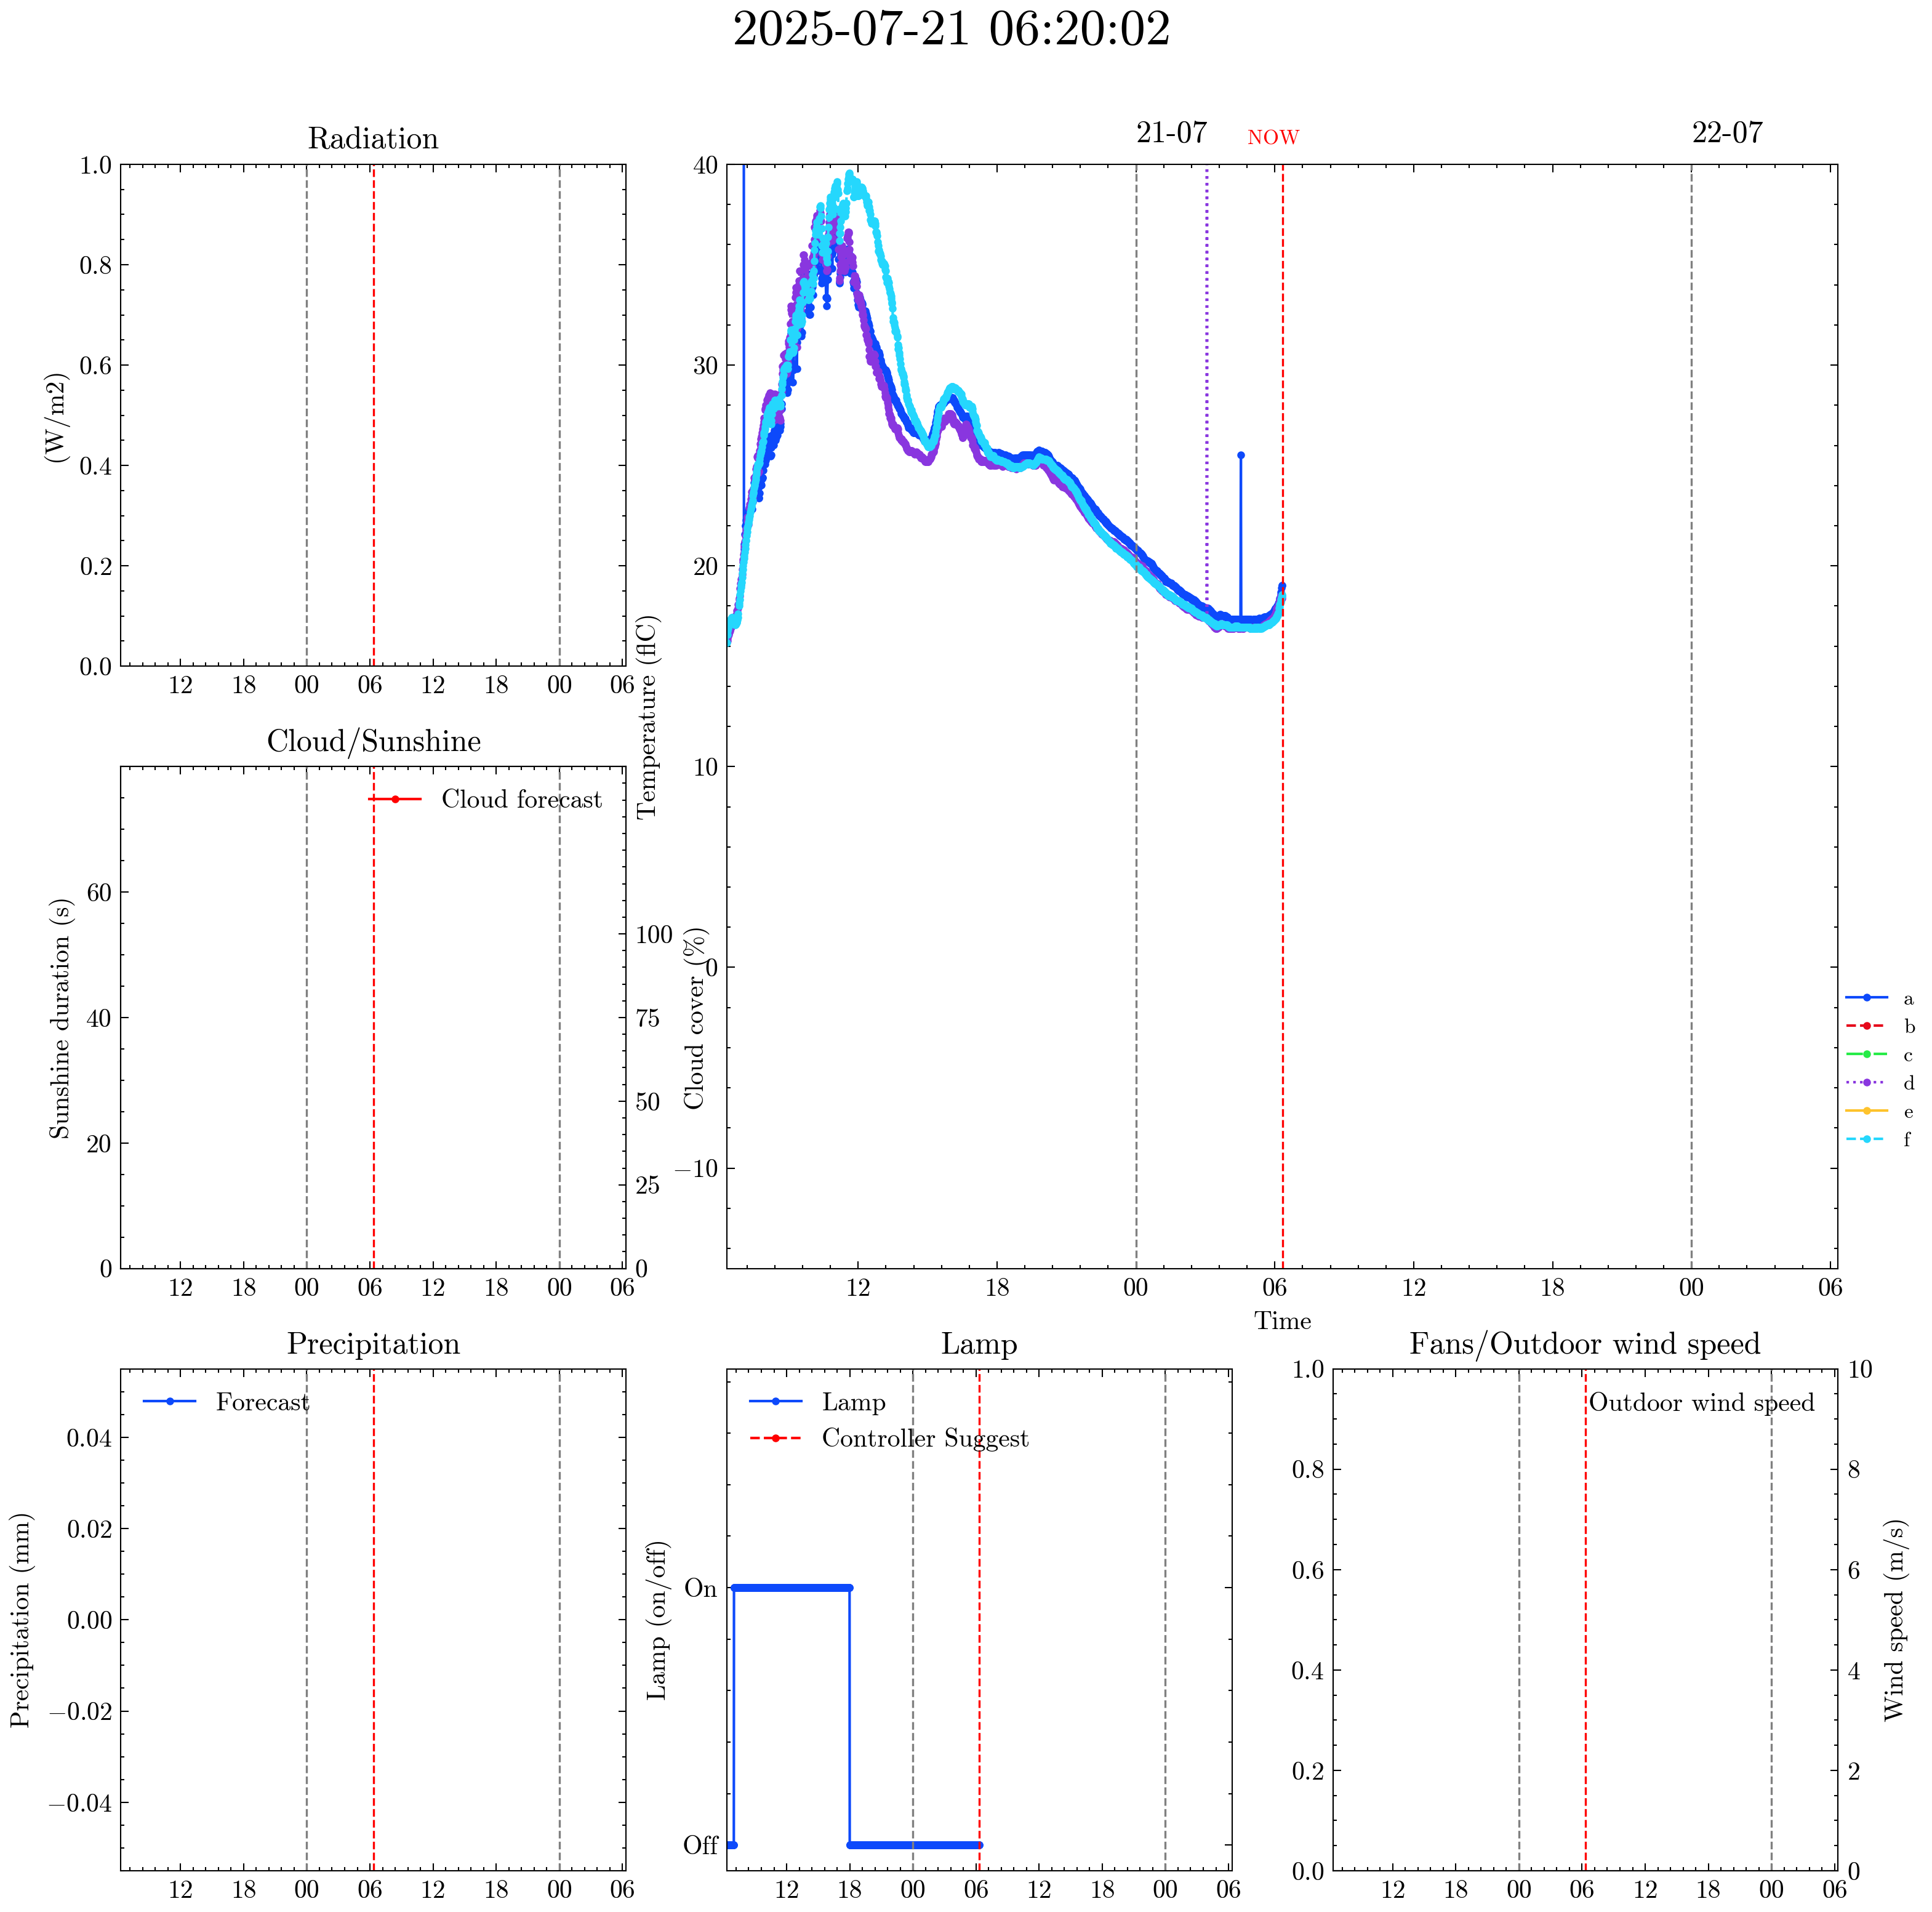 2025-07-21 06:20:02
Radiation
(W/m2)
1.0
0.8
0.6
0.4
0.2
0.0
12 18 00 06 12 18 00 06
21-07 NOW 22-07
Temperature (flC)
40
30
20
10
0
−10
12 18 00 06 12 18 00 06
Time
a
b
c
d
e
f
Cloud/Sunshine
Cloud forecast
Sunshine duration (s)
60
40
20
0
Cloud cover (%)
100
75
50
25
0
12 18 00 06 12 18 00 06
Precipitation
Forecast
Precipitation (mm)
0.04
0.02
0.00
−0.02
−0.04
12 18 00 06 12 18 00 06
Lamp
Lamp
Controller Suggest
Lamp (on/off)
On
Off
12 18 00 06 12 18 00 06
Fans/Outdoor wind speed
Outdoor wind speed
1.0
0.8
0.6
0.4
0.2
0.0
Wind speed (m/s)
10
8
6
4
2
0
12 18 00 06 12 18 00 06